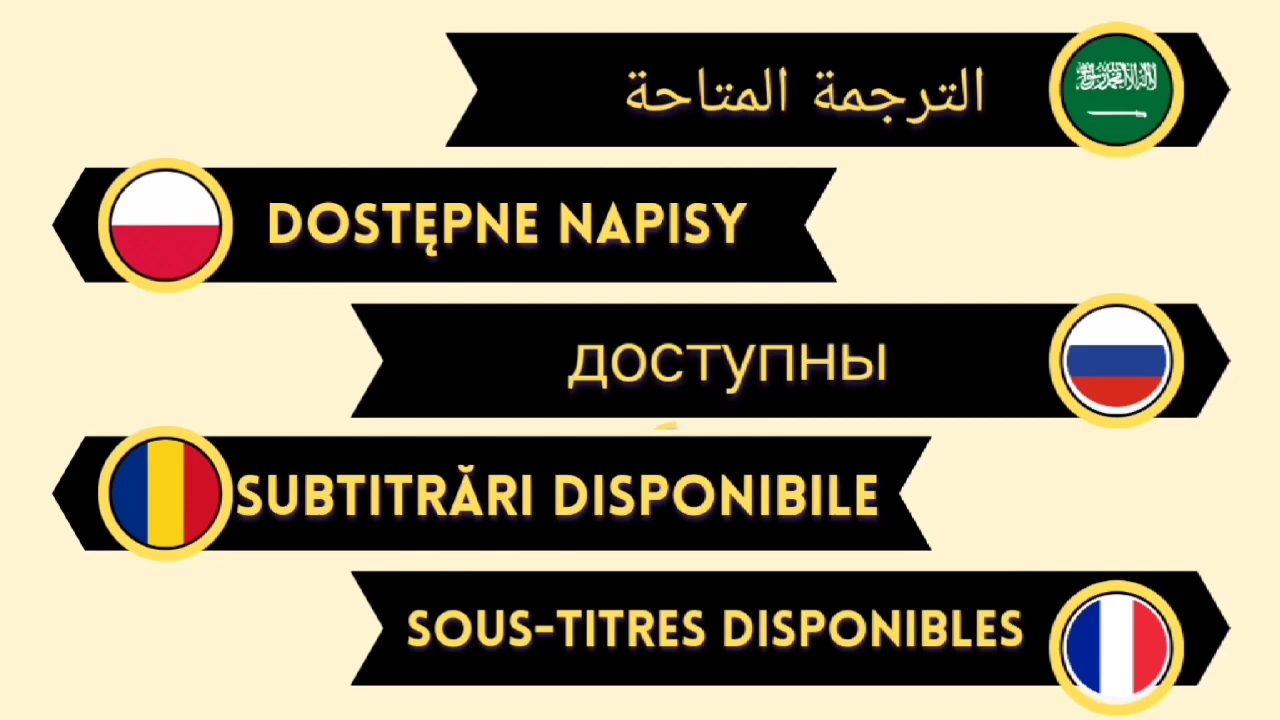 الترجمة المتاحة
DOSTĘPNE NAPISY
доступны
SUBTITRĂRI DISPONIBILE
SOUS-TITRES DISPONIBLES